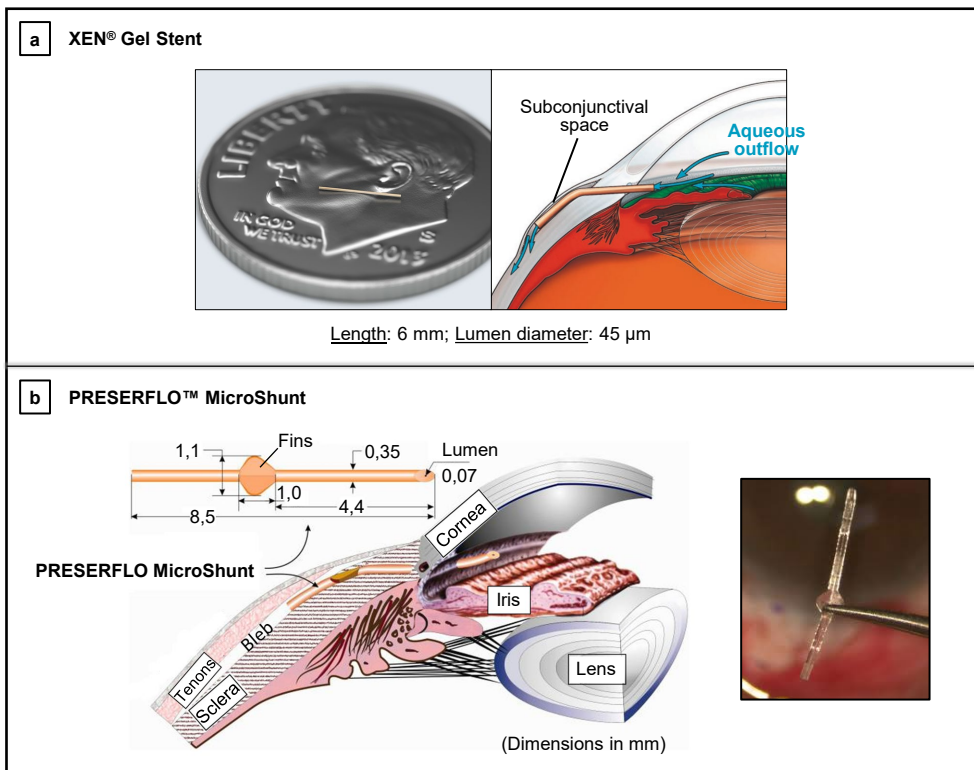 a XEN® Gel Stent
LIBERTY
IN GOD
WE TRUST
2015
S
Subconjunctival
space
Aqueous
outflow
Length: 6 mm; Lumen diameter: 45 µm
b PRESERFLO™ MicroShunt
Fins
1,1
0,35
Lumen
0,07
1,0
4,4
8,5
PRESERFLO MicroShunt
Cornea
Iris
Bleb
Tenons
Sclera
Lens
(Dimensions in mm)